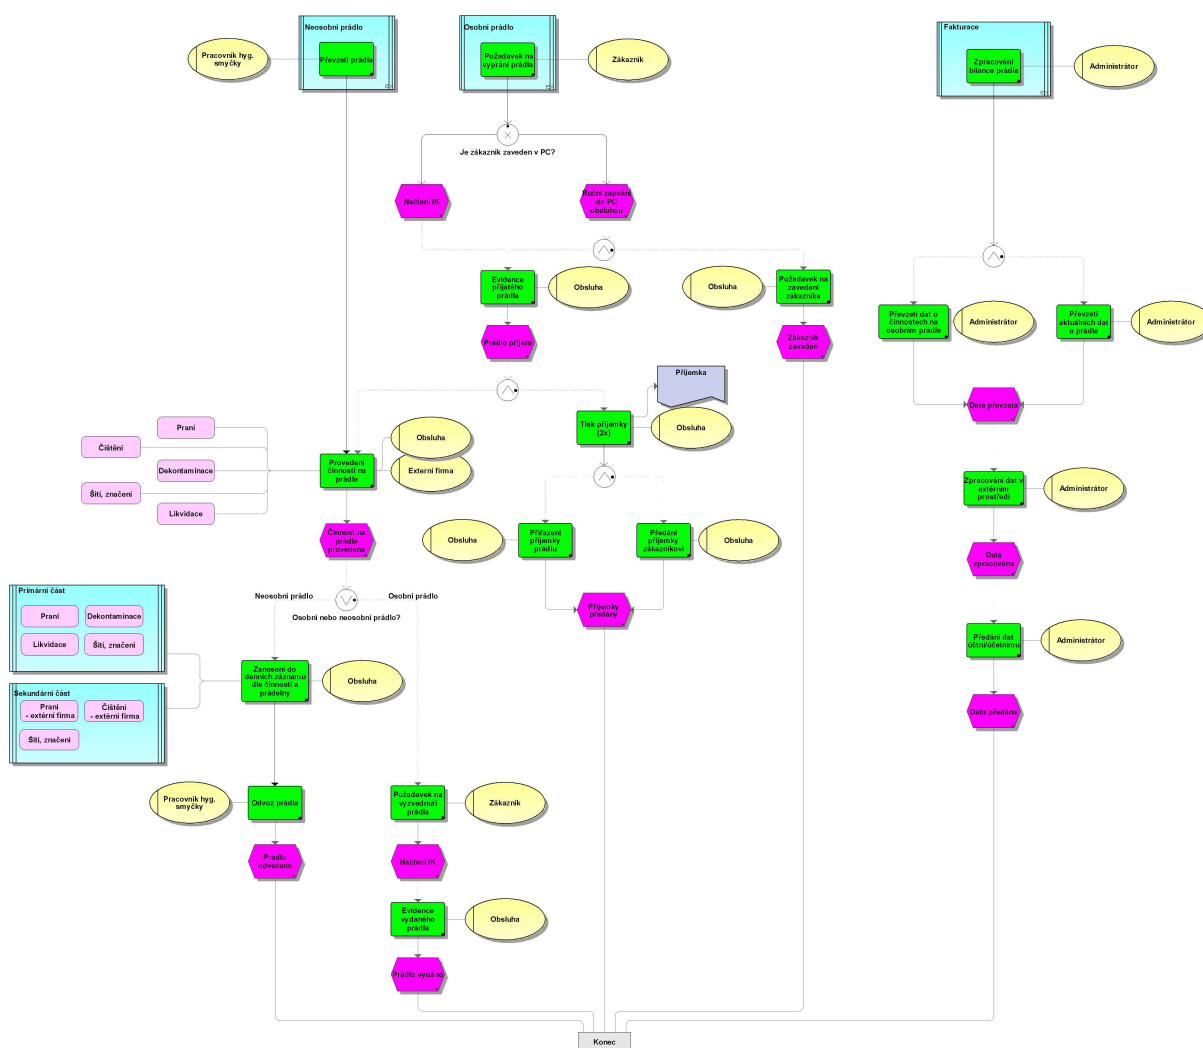 Neosobní prádlo
Osobní prádlo
Fakturace
Pracovník hyg.
smyčky
Převzetí prádla
Požadavek na
vyprání prádla
Zákazník
Zpracování
bilance prádla
Administrátor
Je zákazník zaveden v PC?
Načtení IK
Ruční zapsání
do PC
obsluhou
Evidence
přijatého
prádla
Obsluha
Obsluha
Požadavek na
zavedení
zákazníka
Převzetí dat o
činnostech na
osobním prádle
Administrátor
Převzetí
aktuálních dat
o prádle
Administrátor
Prádlo přijato
Zákazník
zaveden
Příjemka
Data převzata
Praní
Čištění
Dekontaminace
Šití, značení
Likvidace
Provedení
činností na
prádle
Obsluha
Externí firma
Tisk příjemky
(2x)
Obsluha
Zpracování dat v
extérním
prostředí
Administrátor
Činnost na
prádle
provedena
Obsluha
Přiřazení
příjemky
prádlu
Předání
příjemky
zákazníkovi
Obsluha
Data
zpracována
Primární část
Praní
Dekontaminace
Likvidace
Šití, značení
Neosobní prádlo
Osobní prádlo
Osobní nebo neosobní prádlo?
Příjemky
předány
Předání dat
účtní/účetnímu
Administrátor
Sekundární část
Praní
- extérní firma
Čištění
- extérní firma
Šití, značení
Zanesení do
denních záznamů
dle činností a
prádelny
Obsluha
Data předána
Pracovník hyg.
smyčky
Odvoz prádla
Požadavek na
vyzvednutí
prádla
Zákazník
Prádlo
odvezeno
Načtení IK
Evidence
vydaného
prádla
Obsluha
Prádlo vydáno
Konec